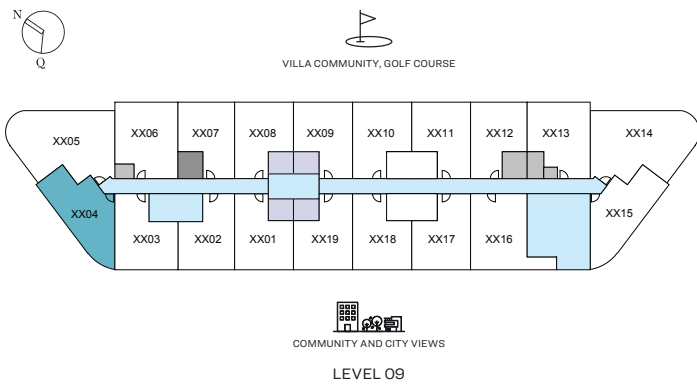 N
Q
VILLA COMMUNITY, GOLF COURSE
XX05
XX06
XX07
XX08
XX09
XX10
XX11
XX12
XX13
XX14
XX04
XX03
XX02
XX01
XX19
XX18
XX17
XX16
XX15
COMMUNITY AND CITY VIEWS
LEVEL 09